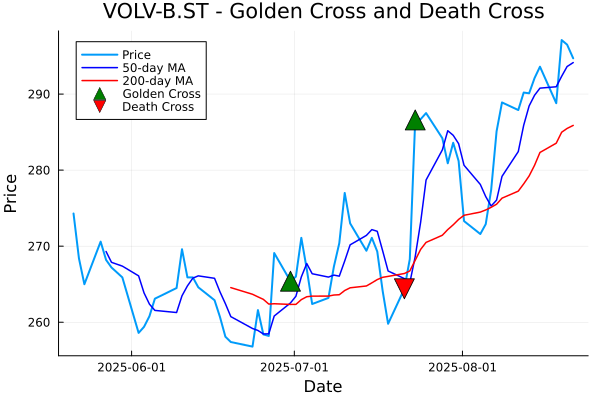 VOLV-B.ST - Golden Cross and Death Cross
Price
50-day MA
200-day MA
Golden Cross
Death Cross
Price
290
280
270
260
2025-06-01
2025-07-01
2025-08-01
Date